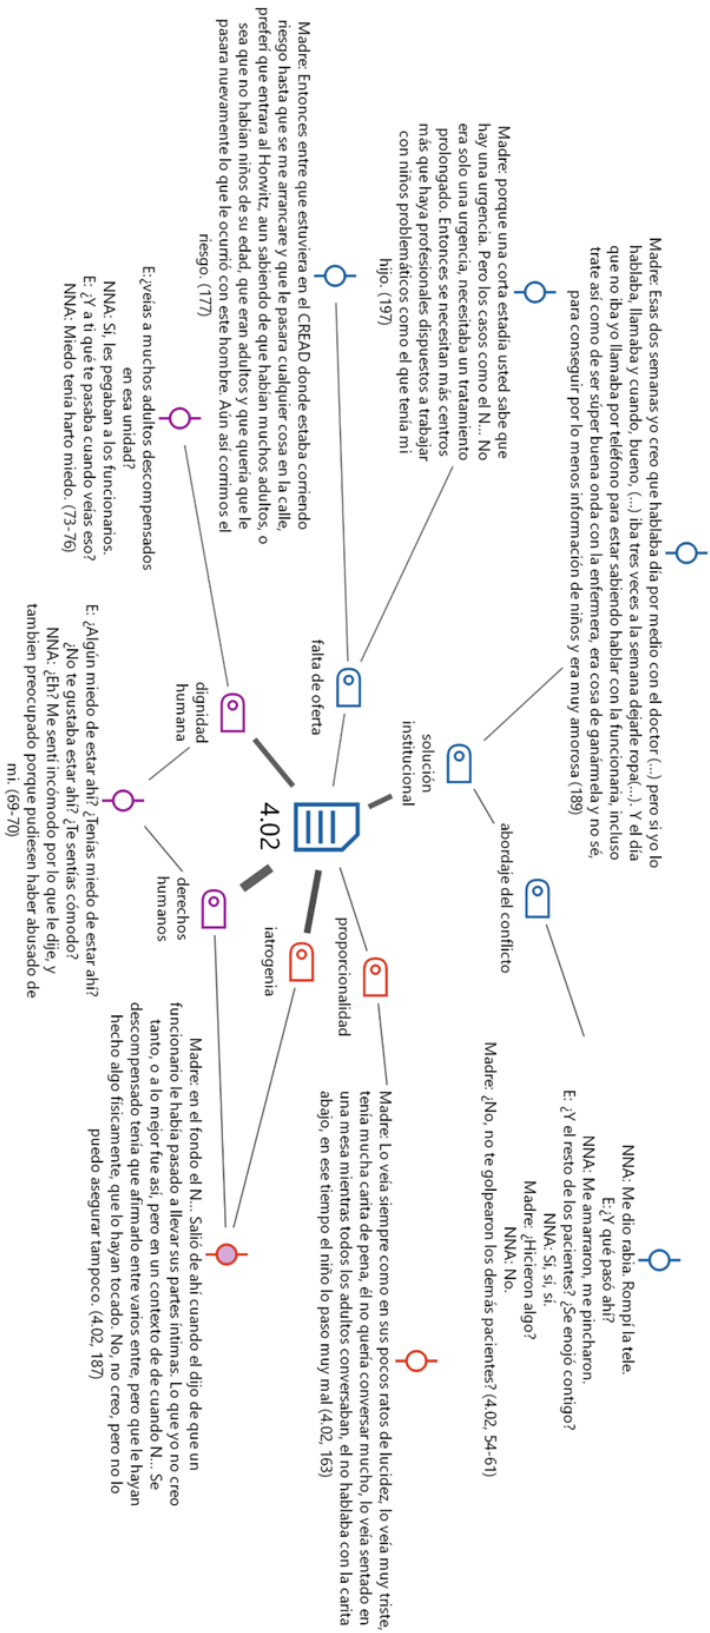 Madre: Esas dos semanas yo creo que hablaba día por medio con el doctor (...) pero si yo lo
hablaba, llamaba y cuando, bueno, (...) iba tres veces a la semana dejarle ropa(...). Y el día
que no iba yo llamaba por teléfono para estar sabiendo hablar con la funcionaria, incluso
trate así como de ser súper buena onda con la enfermera, era cosa de ganármela y no sé,
para conseguir por lo menos información de niños y era muy amorosa (189)
NNA: Me dio rabia. Rompí la tele.
E:¿Y qué pasó ahí?
NNA: Me amarraron, me pincharon.
E: ¿Y el resto de los pacientes? ¿Se enojó contigo?
NNA: Sí, sí, sí.
Madre: ¿Hicieron algo?
NNA: No.
Madre: ¿No, no te golpearon los demás pacientes? (4.02, 54-61)
Madre: porque una corta estadía usted sabe que
hay una urgencia. Pero los casos como el N... No
era solo una urgencia, necesitaba un tratamiento
prolongado. Entonces se necesitan más centros
más que haya profesionales dispuestos a trabajar
con niños problemáticos como el que tenía mi
hijo. (197)
abordaje del conflicto
solución
institucional
Madre: Entonces entre que estuviera en el CREAD donde estaba corriendo
riesgo hasta que se me arrancare y que le pasara cualquier cosa en la calle,
preferí que entrara al Horwitz, aun sabiendo de que habían muchos adultos, o
sea que no habían niños de su edad, que eran adultos y que quería que le
pasara nuevamente lo que le ocurrió con este hombre. Aún así corrimos el
riesgo. (177)
falta de oferta
proporcionalidad
Madre: Lo veía siempre como en sus pocos ratos de lucidez, lo veía muy triste,
tenía mucha carita de pena, él no quería conversar mucho, lo veía sentado en
una mesa mientras todos los adultos conversaban, el no hablaba con la carita
abajo, en ese tiempo el niño lo paso muy mal (4.02, 163)
4.02
iatrogenia
dignidad
humana
derechos
humanos
E:¿veías a muchos adultos descompensados
en esa unidad?
NNA: Sí, les pegaban a los funcionarios.
E: ¿Y a ti qué te pasaba cuando veías eso?
NNA: Miedo tenía harto miedo. (73-76)
Madre: en el fondo el N... Salió de ahí cuando el dijo de que un
funcionario le había pasado a llevar sus partes íntimas. Lo que yo no creo
tanto, o a lo mejor fue así, pero en un contexto de de cuando N... Se
descompensado tenía que afirmarlo entre varios entre, pero que le hayan
hecho algo físicamente, que lo hayan tocado. No, no creo, pero no lo
puedo asegurar tampoco. (4.02, 187)
E: ¿Algún miedo de estar ahí? ¿Tenías miedo de estar ahí?
¿No te gustaba estar ahí? ¿Te sentías cómodo?
NNA: ¿Eh? Me sentí incómodo por lo que le dije, y
tambien preocupado porque pudiesen haber abusado de
mi. (69-70)